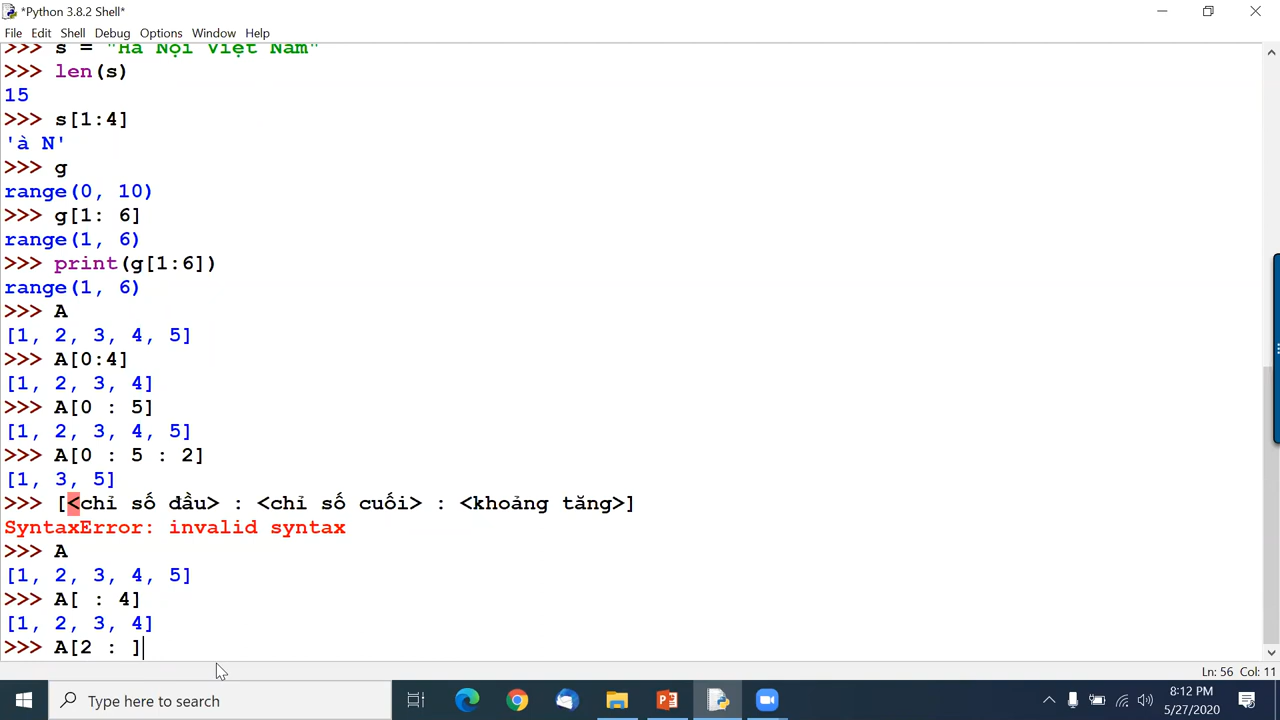 *Python 3.8.2 Shell*
File Edit Shell Debug Options Window Help
>>> s = "Hà Nội Việt Nam"
>>> len(s)
15
>>> s[1:4]
'à N'
>>> g
range(0, 10)
>>> g[1: 6]
range(1, 6)
>>> print(g[1:6])
range(1, 6)
>>> A
[1, 2, 3, 4, 5]
>>> A[0:4]
[1, 2, 3, 4]
>>> A[0 : 5]
[1, 2, 3, 4, 5]
>>> A[0 : 5 : 2]
[1, 3, 5]
>>> [<chỉ số đầu> : <chỉ số cuối> : <khoảng tăng>]
SyntaxError: invalid syntax
>>> A
[1, 2, 3, 4, 5]
>>> A[ : 4]
[1, 2, 3, 4]
>>> A[2 : ]
Ln: 56 Col: 11
Type here to search
8:12 PM
5/27/2020